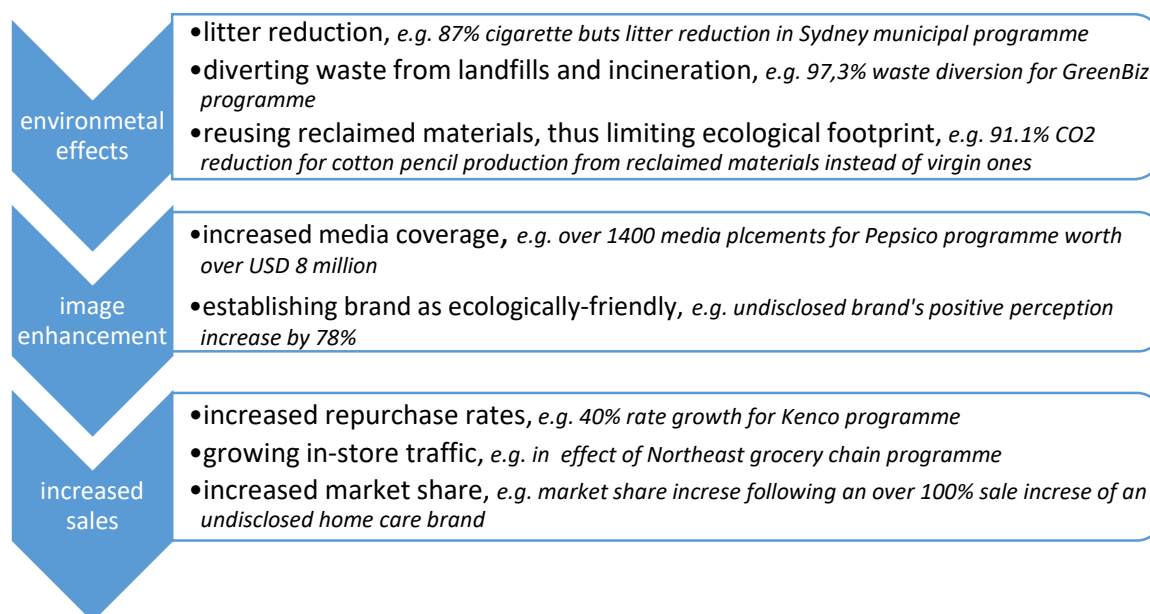 environmetal
effects
•litter reduction, e.g. 87% cigarette buts litter reduction in Sydney municipal programme
•diverting waste from landfills and incineration, e.g. 97,3% waste diversion for GreenBiz
programme
•reusing reclaimed materials, thus limiting ecological footprint, e.g. 91.1% CO2
reduction for cotton pencil production from reclaimed materials instead of virgin ones
image
enhancement
•increased media coverage, e.g. over 1400 media plcements for Pepsico programme worth
over USD 8 million
•establishing brand as ecologically-friendly, e.g. undisclosed brand's positive perception
increase by 78%
increased
sales
•increased repurchase rates, e.g. 40% rate growth for Kenco programme
•growing in-store traffic, e.g. in effect of Northeast grocery chain programme
•increased market share, e.g. market share increse following an over 100% sale increse of an
undisclosed home care brand